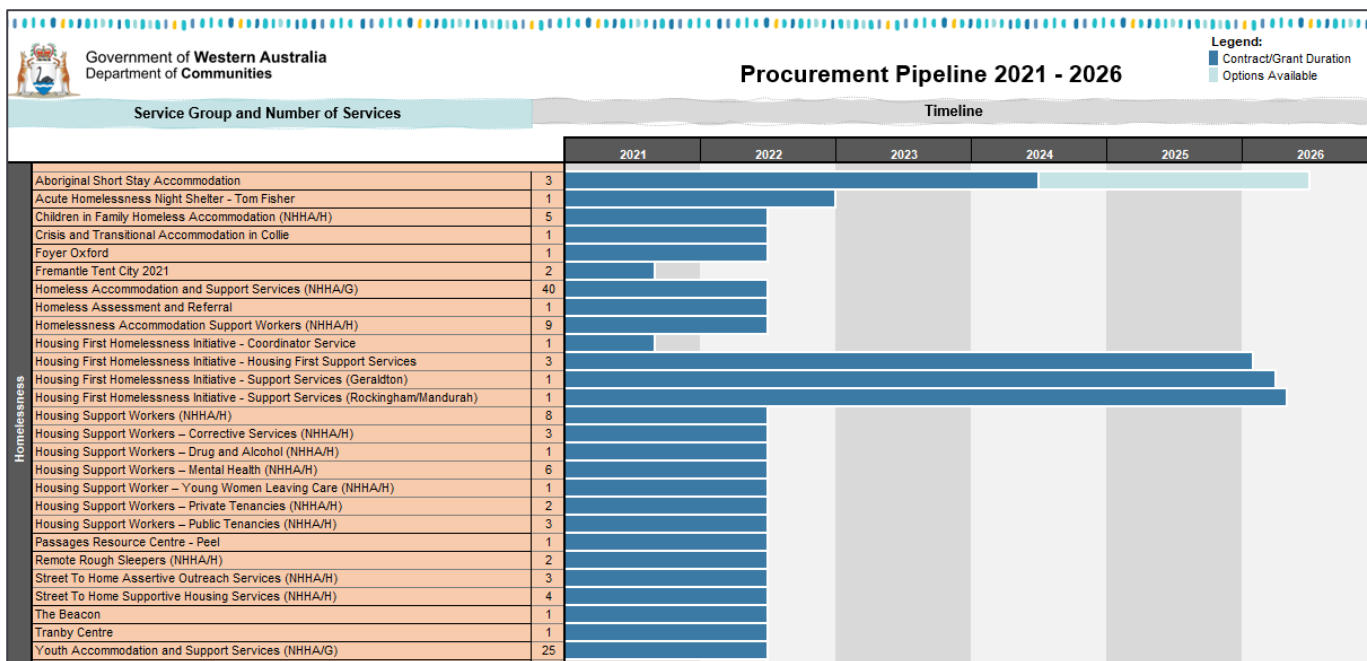 Government of Western Australia
Department of Communities
Procurement Pipeline 2021 - 2026
Legend:
Contract/Grant Duration
Options Available
Service Group and Number of Services
Timeline
2021 2022 2023 2024 2025 2026
Homelessness
Aboriginal Short Stay Accommodation 3
Acute Homelessness Night Shelter - Tom Fisher 1
Children in Family Homeless Accommodation (NHHA/H) 5
Crisis and Transitional Accommodation in Collie 1
Foyer Oxford 1
Fremantle Tent City 2021 2
Homeless Accommodation and Support Services (NHHA/G) 40
Homeless Assessment and Referral 1
Homelessness Accommodation Support Workers (NHHA/H) 9
Housing First Homelessness Initiative - Coordinator Service 1
Housing First Homelessness Initiative - Housing First Support Services 3
Housing First Homelessness Initiative - Support Services (Geraldton) 1
Housing First Homelessness Initiative - Support Services (Rockingham/Mandurah) 1
Housing Support Workers (NHHA/H) 8
Housing Support Workers – Corrective Services (NHHA/H) 3
Housing Support Workers – Drug and Alcohol (NHHA/H) 1
Housing Support Workers – Mental Health (NHHA/H) 6
Housing Support Worker – Young Women Leaving Care (NHHA/H) 1
Housing Support Workers – Private Tenancies (NHHA/H) 2
Housing Support Workers – Public Tenancies (NHHA/H) 3
Passages Resource Centre - Peel 1
Remote Rough Sleepers (NHHA/H) 2
Street To Home Assertive Outreach Services (NHHA/H) 3
Street To Home Supportive Housing Services (NHHA/H) 4
The Beacon 1
Tranby Centre 1
Youth Accommodation and Support Services (NHHA/G) 25